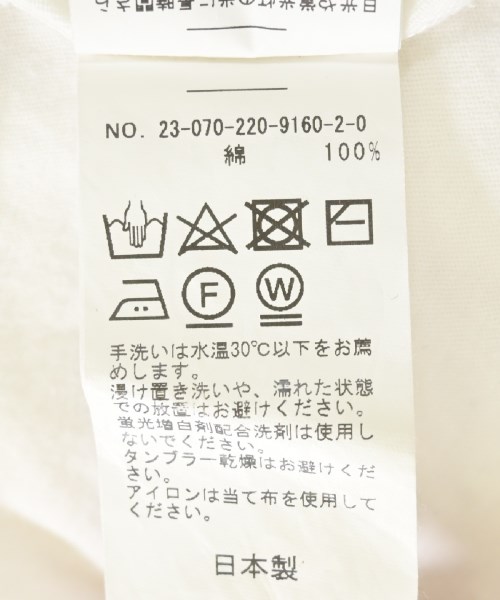 NO. 23-070-220-9160-2-0
綿 100%
F W
手洗いは水温30℃以下をお薦
めします。
浸け置き洗いや、濡れた状態
での放置はお避けください。
蛍光増白剤配合洗剤は使用し
ないでください。
タンブラー乾燥はお避けくだ
さい。
アイロンは当て布を使用して
ください。
日本製